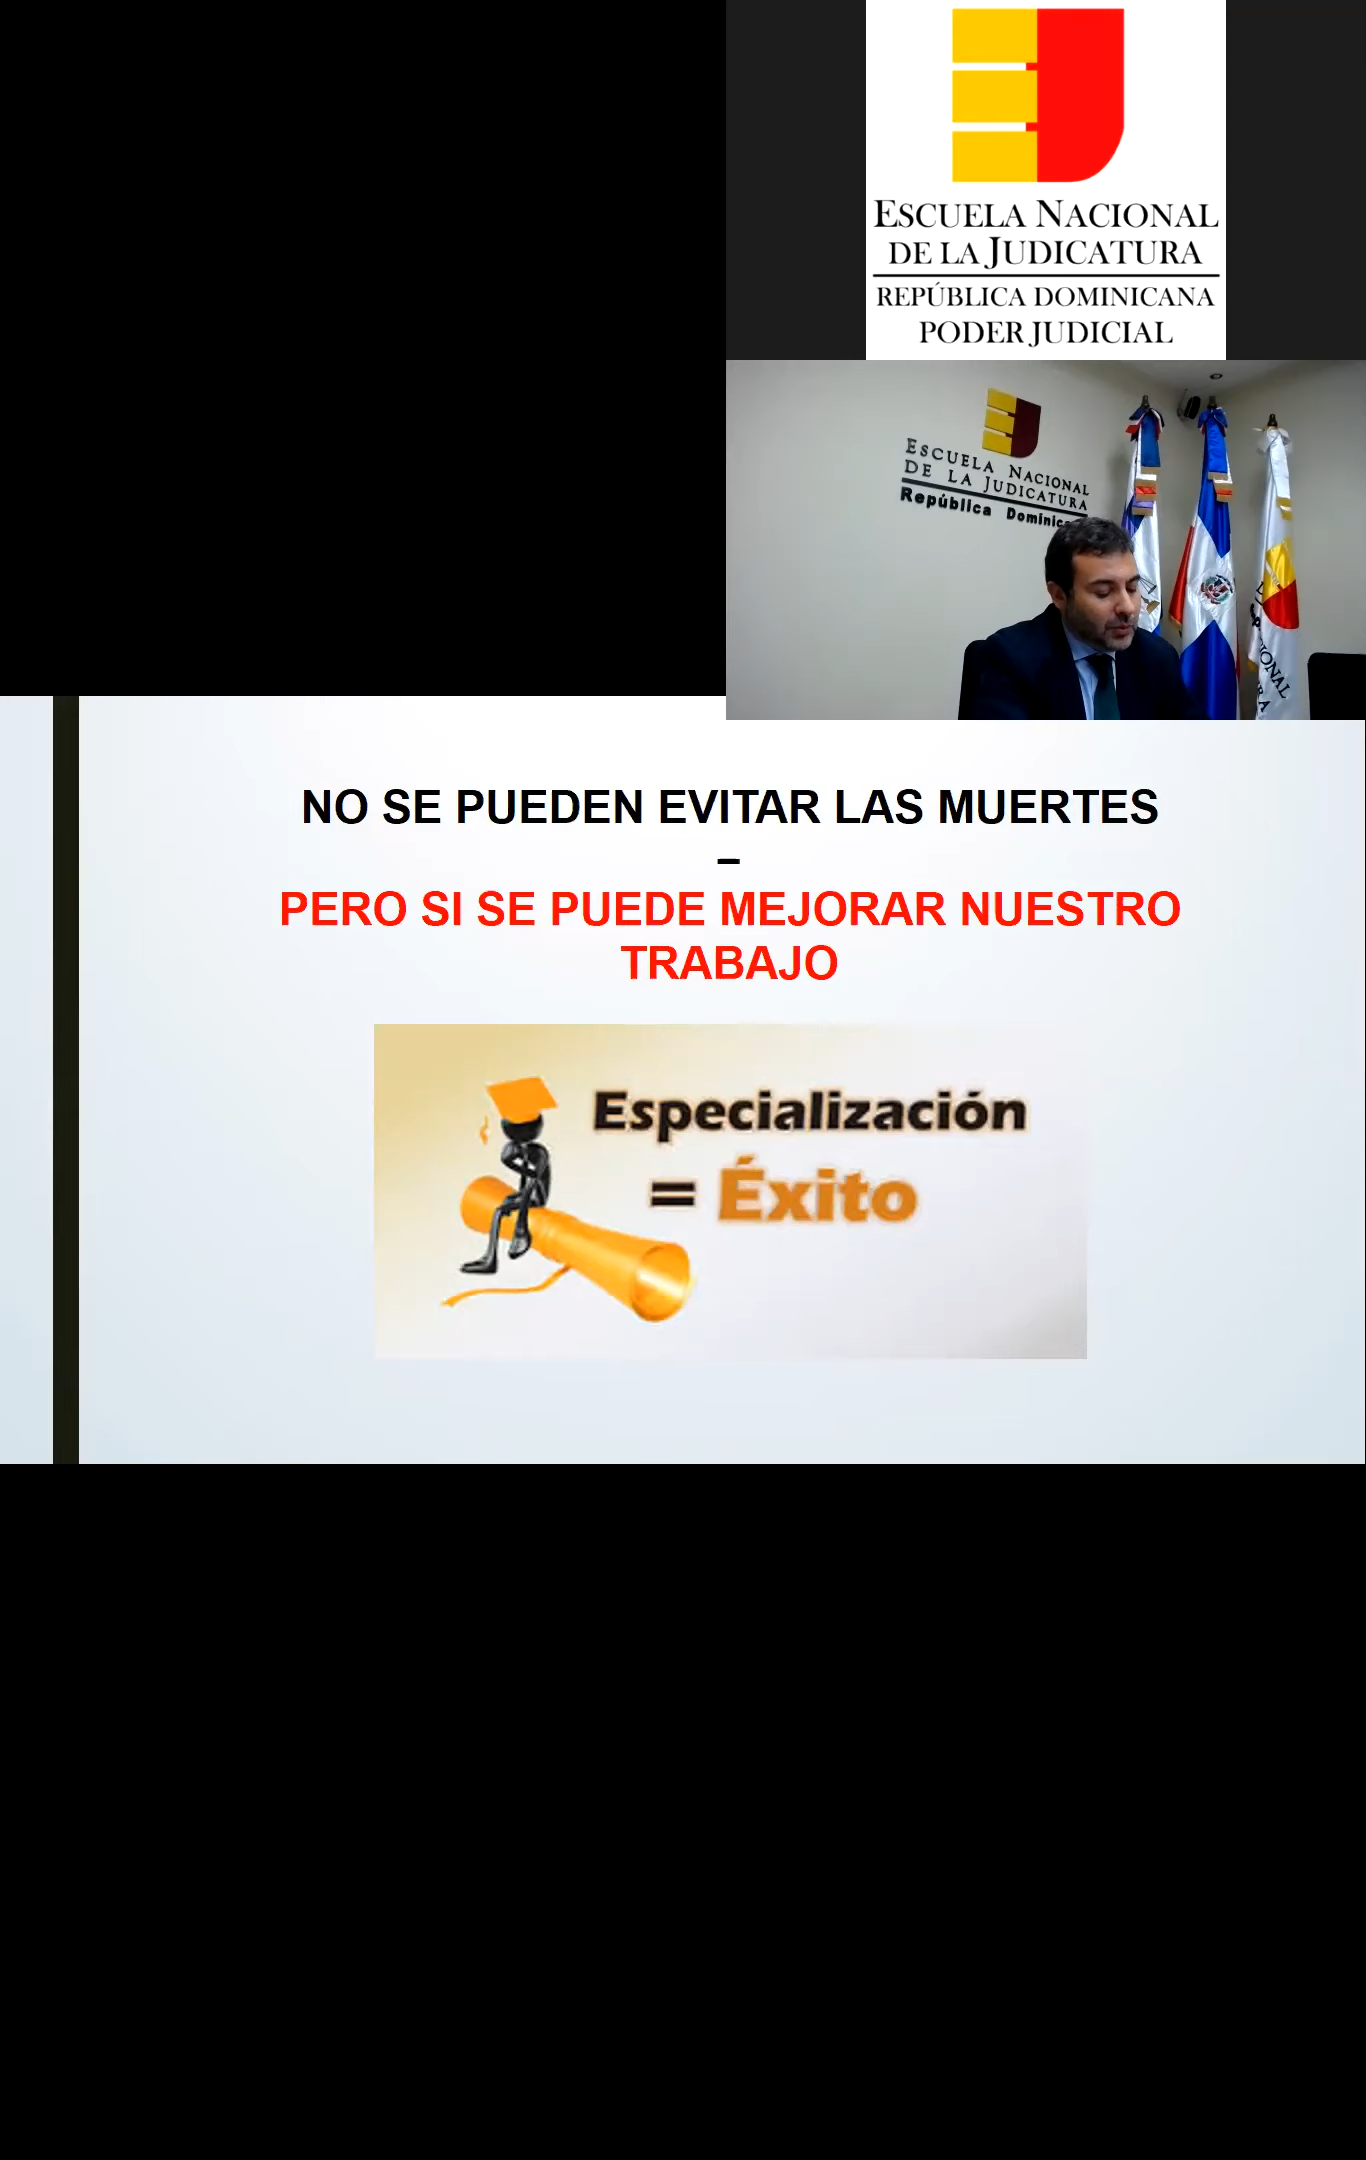 ESCUELA NACIONAL
DE LA JUDICATURA
REPÚBLICA DOMINICANA
PODER JUDICIAL
ESCUELA NACIONAL
DE LA JUDICATURA
República
NO SE PUEDEN EVITAR LAS MUERTES
–
PERO SI SE PUEDE MEJORAR NUESTRO
TRABAJO
Especialización
= Éxito